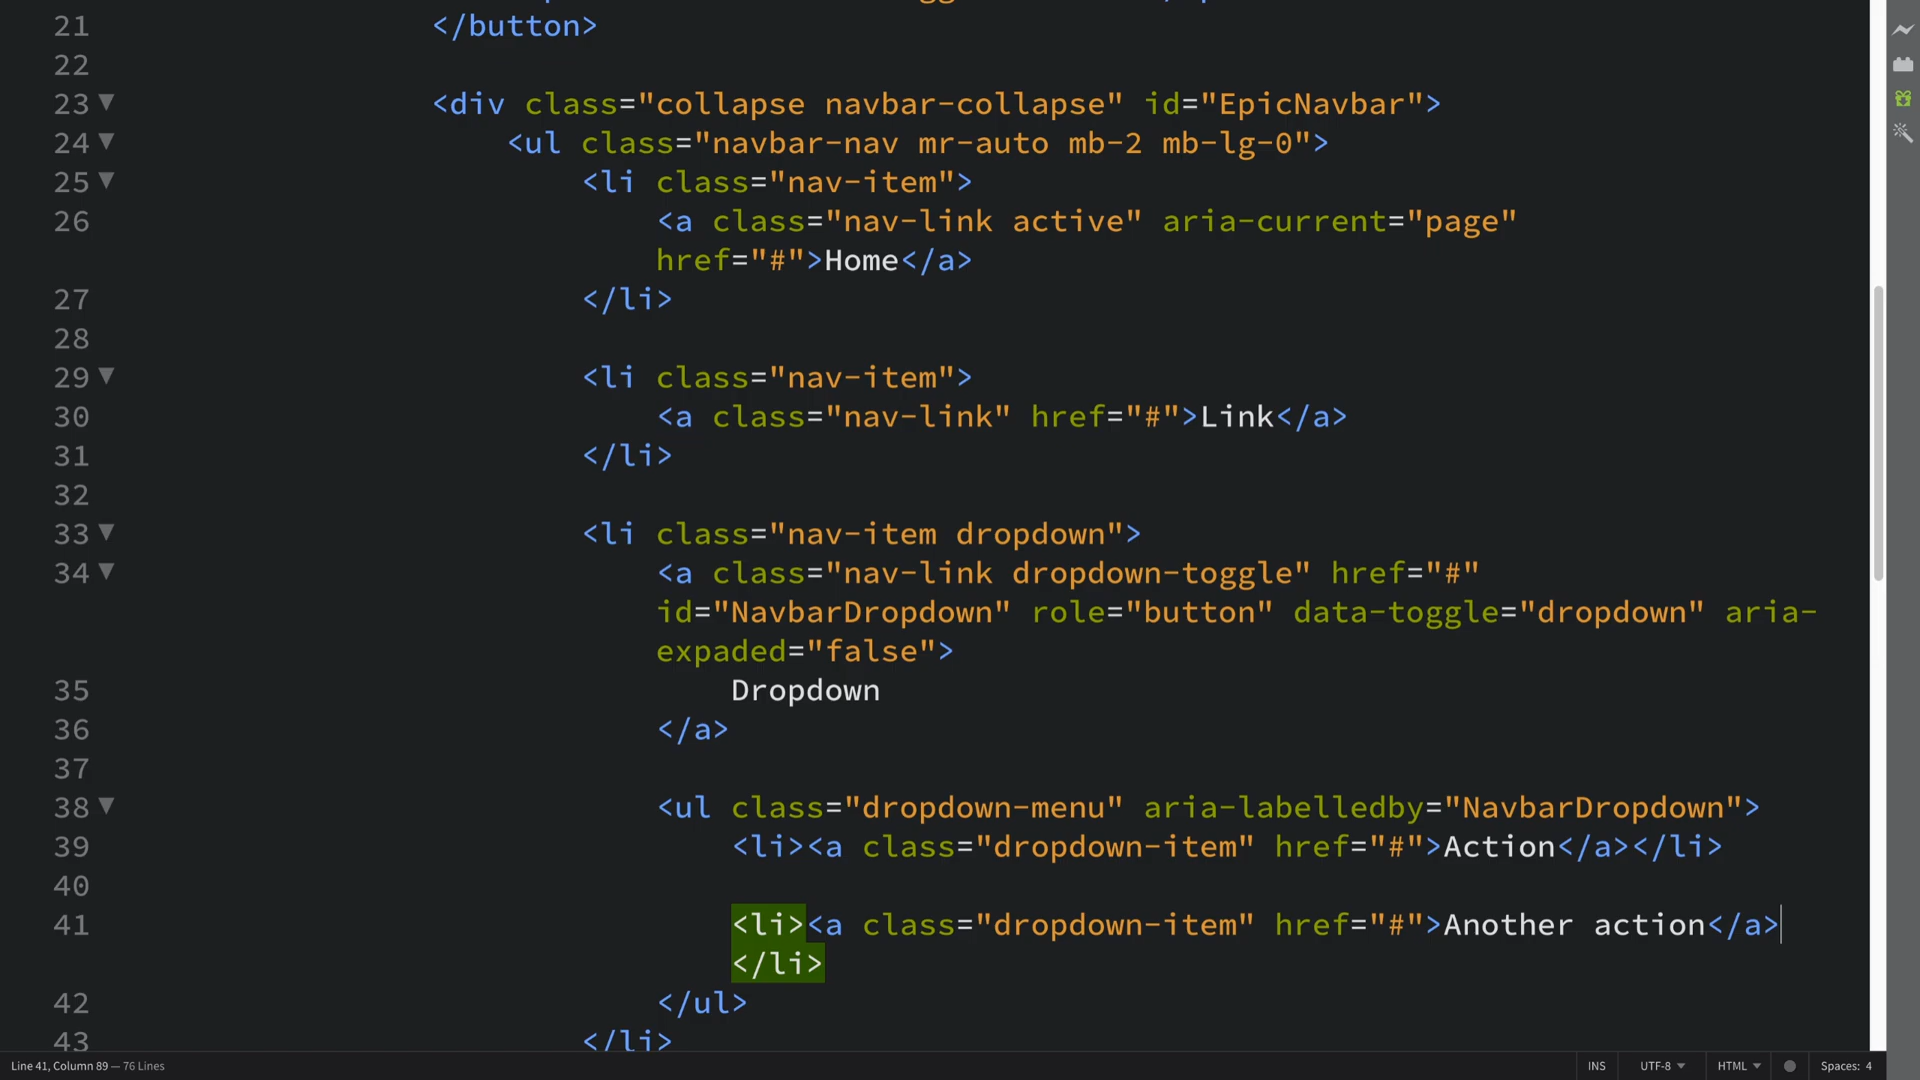 21 </button>
22
23 <div class="collapse navbar-collapse" id="EpicNavbar">
24 <ul class="navbar-nav mr-auto mb-2 mb-lg-0">
25 <li class="nav-item">
26 <a class="nav-link active" aria-current="page"
href="#">Home</a>
27 </li>
28
29 <li class="nav-item">
30 <a class="nav-link" href="#">Link</a>
31 </li>
32
33 <li class="nav-item dropdown">
34 <a class="nav-link dropdown-toggle" href="#"
id="NavbarDropdown" role="button" data-toggle="dropdown" aria-
expaded="false">
35 Dropdown
36 </a>
37
38 <ul class="dropdown-menu" aria-labelledby="NavbarDropdown">
39 <li><a class="dropdown-item" href="#">Action</a></li>
40
41 <li><a class="dropdown-item" href="#">Another action</a>
</li>
42 </ul>
43 </li>
Line 41, Column 89 — 76 Lines INS UTF-8 HTML Spaces: 4